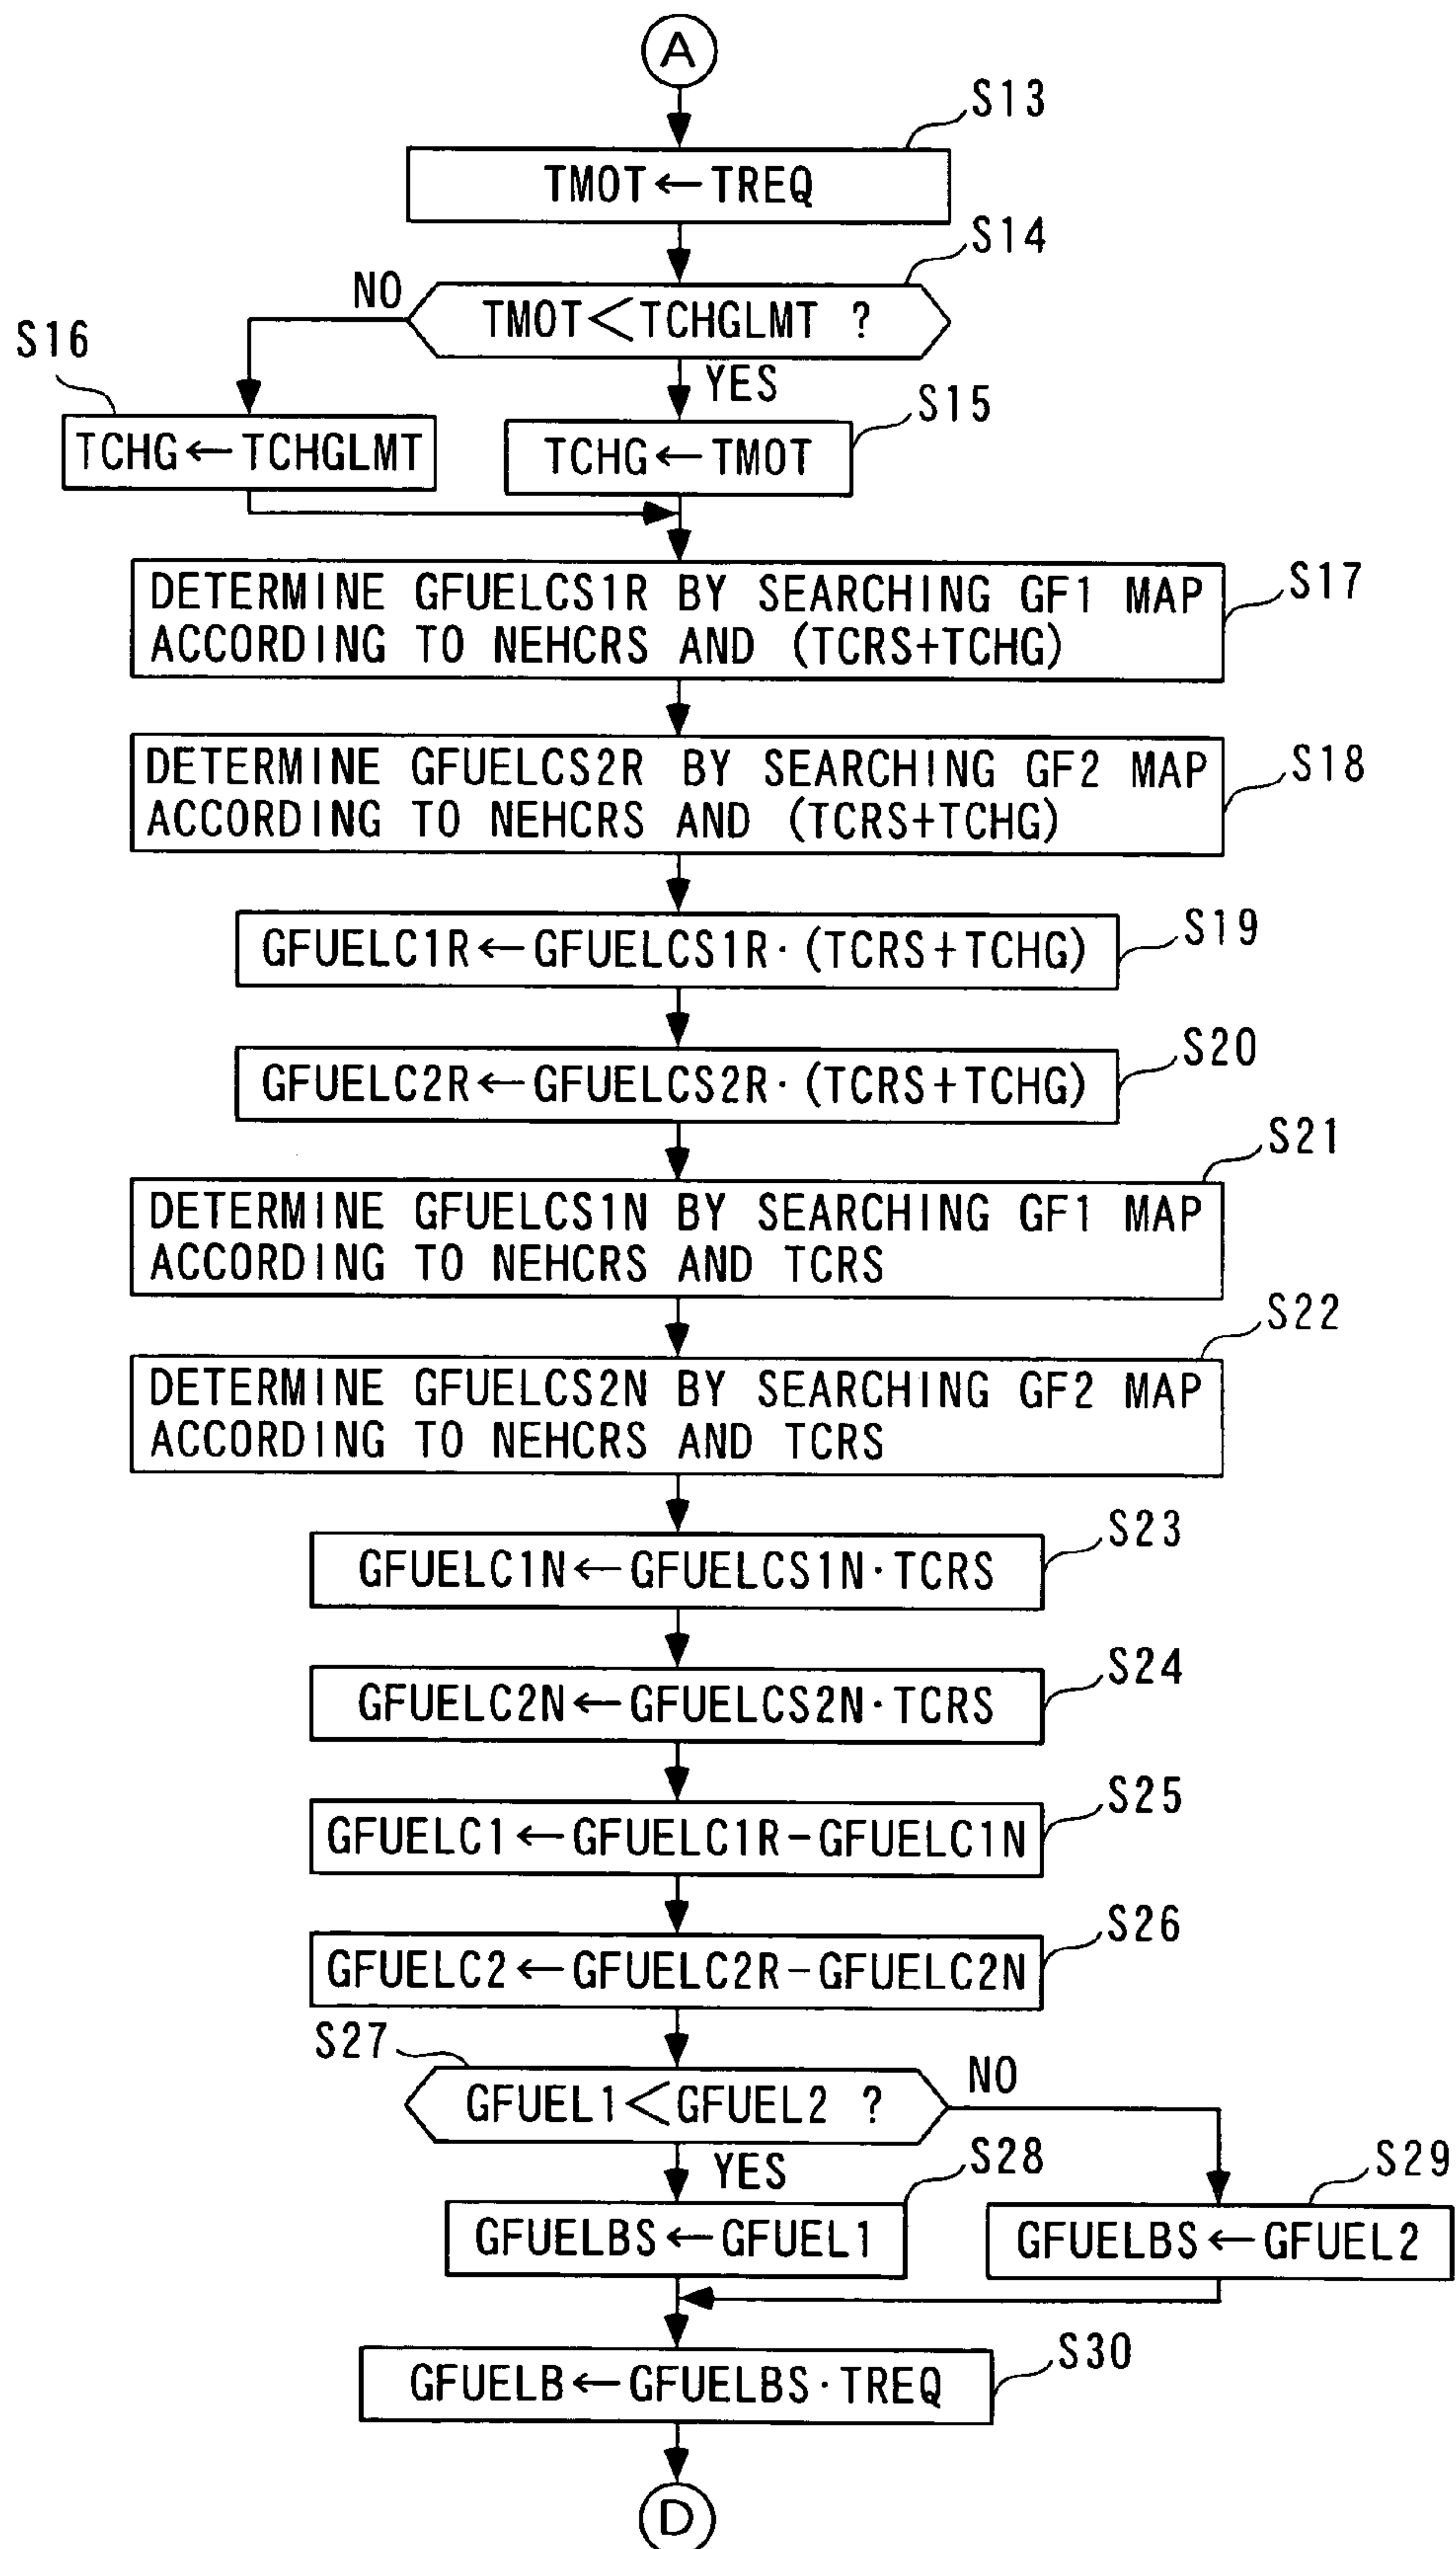 A
S13
TMOT←TREQ
S14
NO
TMOT<TCHGLMT ?
S16
YES
S15
TCHG←TCHGLMT
TCHG←TMOT
DETERMINE GFUELCS1R BY SEARCHING GF1 MAP
ACCORDING TO NEHCRS AND (TCRS+TCHG)
S17
DETERMINE GFUELCS2R BY SEARCHING GF2 MAP
ACCORDING TO NEHCRS AND (TCRS+TCHG)
S18
GFUELC1R←GFUELCS1R·(TCRS+TCHG)
S19
GFUELC2R←GFUELCS2R·(TCRS+TCHG)
S20
S21
DETERMINE GFUELCS1N BY SEARCHING GF1 MAP
ACCORDING TO NEHCRS AND TCRS
S22
DETERMINE GFUELCS2N BY SEARCHING GF2 MAP
ACCORDING TO NEHCRS AND TCRS
S23
GFUELC1N←GFUELCS1N·TCRS
S24
GFUELC2N←GFUELCS2N·TCRS
S25
GFUELC1←GFUELC1R-GFUELC1N
S26
GFUELC2←GFUELC2R-GFUELC2N
S27
GFUEL1<GFUEL2 ?
NO
YES
S28
S29
GFUELBS←GFUEL1
GFUELBS←GFUEL2
S30
GFUELB←GFUELBS·TREQ
D